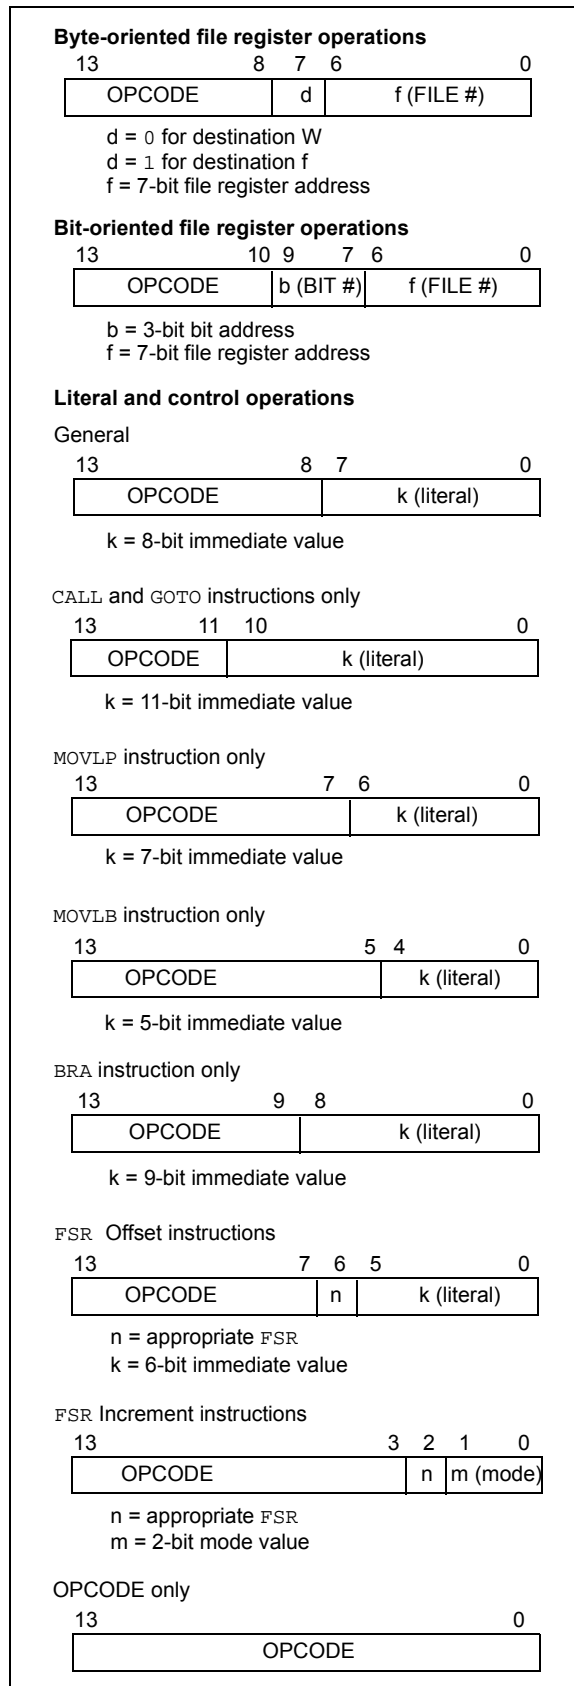 Byte-oriented file register operations
13 8 7 6 0
OPCODE d f (FILE #)
d = 0 for destination W
d = 1 for destination f
f = 7-bit file register address
Bit-oriented file register operations
13 10 9 7 6 0
OPCODE b (BIT #) f (FILE #)
b = 3-bit bit address
f = 7-bit file register address
Literal and control operations
General
13 8 7 0
OPCODE k (literal)
k = 8-bit immediate value
CALL and GOTO instructions only
13 11 10 0
OPCODE k (literal)
k = 11-bit immediate value
MOVLP instruction only
13 7 6 0
OPCODE k (literal)
k = 7-bit immediate value
MOVLB instruction only
13 5 4 0
OPCODE k (literal)
k = 5-bit immediate value
BRA instruction only
13 9 8 0
OPCODE k (literal)
k = 9-bit immediate value
FSR Offset instructions
13 7 6 5 0
OPCODE n k (literal)
n = appropriate FSR
k = 6-bit immediate value
FSR Increment instructions
13 3 2 1 0
OPCODE n m (mode)
n = appropriate FSR
m = 2-bit mode value
OPCODE only
13 0
OPCODE